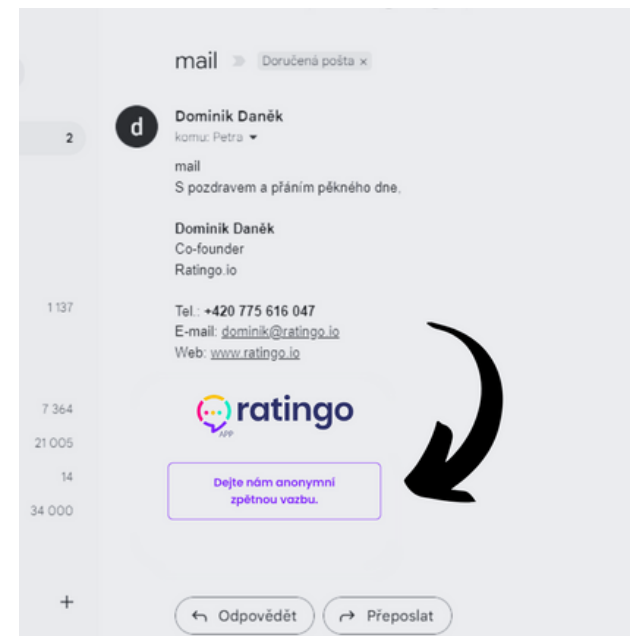 mail Doručená pošta x
d
Dominik Daněk
komu: Petra
2
mail
S pozdravem a přáním pěkného dne,
Dominik Daněk
Co-founder
Ratingo.io
1 137
Tel.: +420 775 616 047
E-mail: dominik@ratingo.io
Web: www.ratingo.io
7 364
ratingo
APP
21 005
14
Dejte nám anonymní
zpětnou vazbu.
34 000
+
Odpovědět
Přeposlat